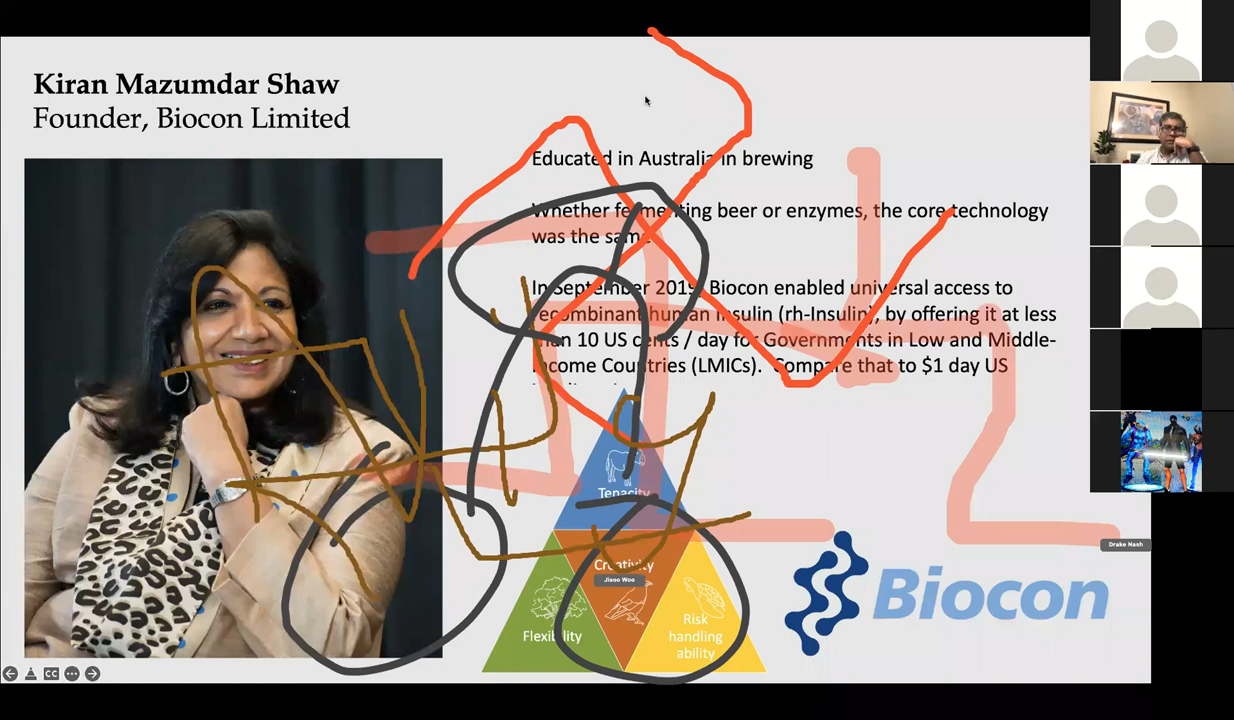 Kiran Mazumdar Shaw
Founder, Biocon Limited
Educated in Australia in brewing
Whether fermenting beer or enzymes, the core technology
was the same
In September 2019, Biocon enabled universal access to
recombinant human insulin (rh-Insulin), by offering it at less
than 10 US cents / day for Governments in Low and Middle-
Income Countries (LMICs). Compare that to $1 day US
Tenacity
Creativity
Jisoo Woo
Flexibility
Risk
handling
ability
Biocon
Drake Nash
CC